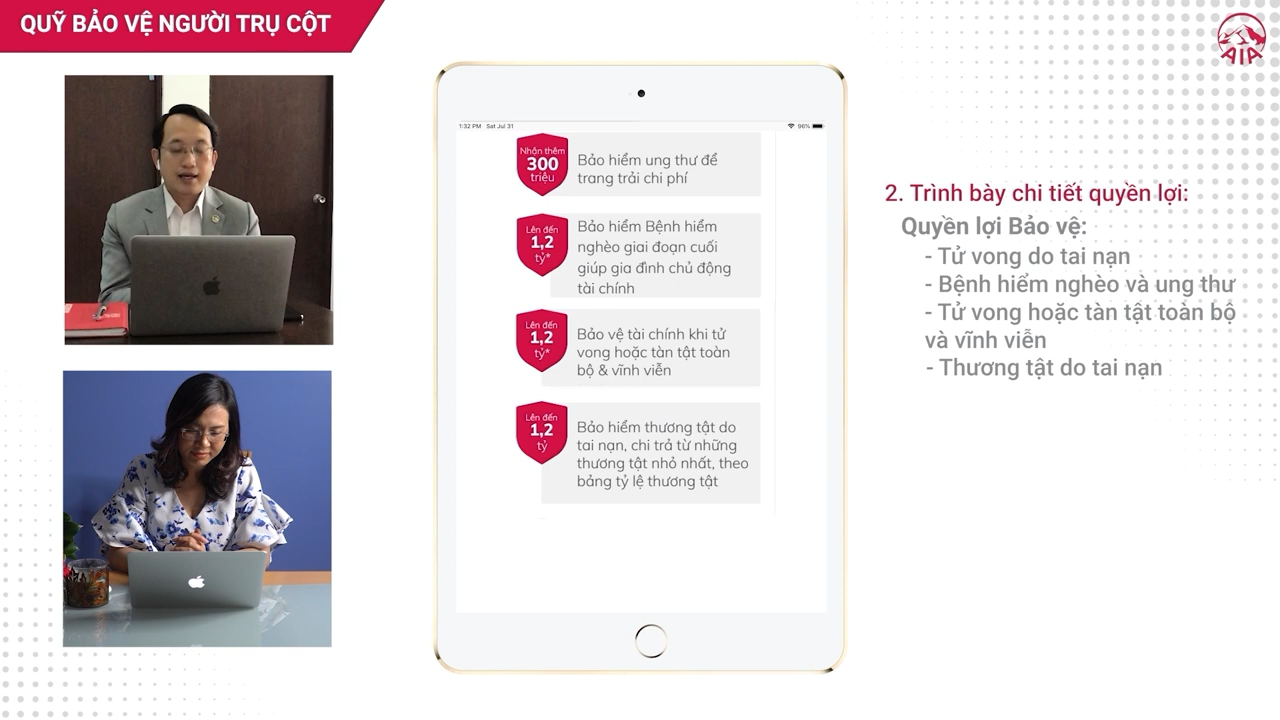 QUỸ BẢO VỆ NGƯỜI TRỤ CỘT
AIA
1:32 PM Sat Jul 31
96%
Nhận thêm
300
triệu
Bảo hiểm ung thư để
trang trải chi phí
Lên đến
1,2
tỷ*
Bảo hiểm Bệnh hiểm
nghèo giai đoạn cuối
giúp gia đình chủ động
tài chính
Lên đến
1,2
tỷ*
Bảo vệ tài chính khi tử
vong hoặc tàn tật toàn
bộ & vĩnh viễn
Lên đến
1,2
tỷ
Bảo hiểm thương tật do
tai nạn, chi trả từ những
thương tật nhỏ nhất, theo
bảng tỷ lệ thương tật
2. Trình bày chi tiết quyền lợi:
Quyền lợi Bảo vệ:
- Tử vong do tai nạn
- Bệnh hiểm nghèo và ung thư
- Tử vong hoặc tàn tật toàn bộ
và vĩnh viễn
- Thương tật do tai nạn